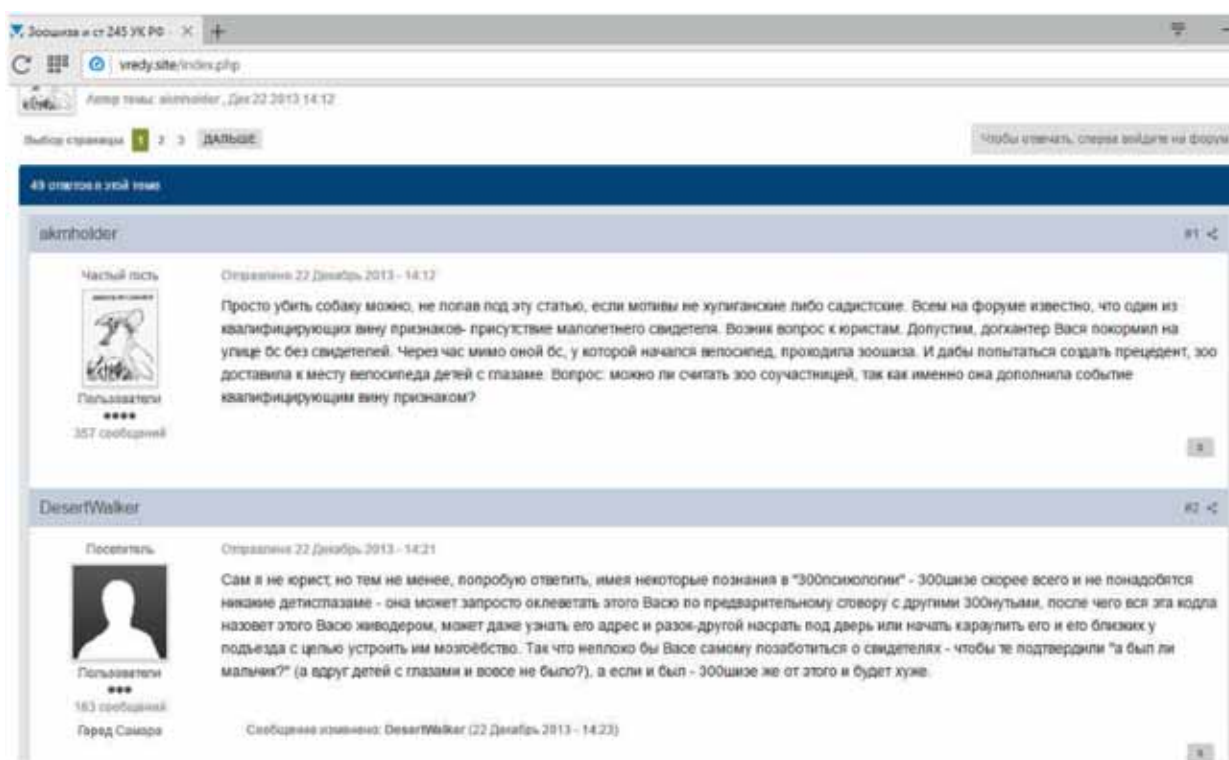 Зоошиза и ст 245 УК РФ
vredy.site/index.php
Автор темы: akmholder, Дек 22 2013 14:12
Выбор страницы 1 2 3 ДАЛЬШЕ
Чтобы отвечать, сперва войдите на форум
49 ответов в этой теме
akmholder
#1
Частый гость
Пользователи
357 сообщений
Отправлено 22 Декабрь 2013 - 14:12
Просто убить собаку можно, не попав под эту статью, если мотивы не хулиганские либо садистские. Всем на форуме известно, что один из
квалифицирующих вину признаков- присутствие малолетнего свидетеля. Возник вопрос к юристам. Допустим, догхантер Вася покормил на
улице бс без свидетелей. Через час мимо оной бс, у которой начался велосипед, проходила зоошиза. И дабы попытаться создать прецедент, зоо
доставила к месту велосипеда детей с глазаме. Вопрос: можно ли считать зоо соучастницей, так как именно она дополнила событие
квалифицирующим вину признаком?
DesertWalker
#2
Посетитель
Пользователи
163 сообщений
Город Самара
Отправлено 22 Декабрь 2013 - 14:21
Сам я не юрист, но тем не менее, попробую ответить, имея некоторые познания в "300психологии" - 300шизе скорее всего и не понадобятся
никакие детисглазаме - она может запросто оклеветать этого Васю по предварительному сговору с другими 300нутыми, после чего вся эта кодла
назовет этого Васю живодером, может даже узнать его адрес и разок-другой насрать под дверь или начать караулить его и его близких у
подъезда с целью устроить им мозгоёбство. Так что неплохо бы Васе самому позаботиться о свидетелях - чтобы те подтвердили "а был ли
мальчик?" (а вдруг детей с глазами и вовсе не было?), а если и был - 300шизе же от этого и будет хуже.
Сообщение изменено: DesertWalker (22 Декабрь 2013 - 14:23)